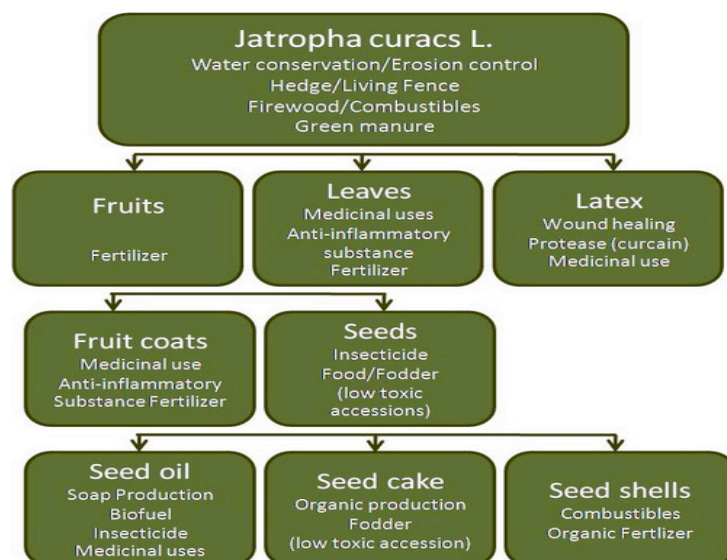 Jatropha curacs L.
Water conservation/Erosion control
Hedge/Living Fence
Firewood/Combustibles
Green manure
Fruits
Fertilizer
Leaves
Medicinal uses
Anti-inflammatory
substance
Fertilizer
Latex
Wound healing
Protease (curcain)
Medicinal use
Fruit coats
Medicinal use
Anti-inflammatory
Substance Fertilizer
Seeds
Insecticide
Food/Fodder
(low toxic
accessions)
Seed oil
Soap Production
Biofuel
Insecticide
Medicinal uses
Seed cake
Organic production
Fodder
(low toxic accession)
Seed shells
Combustibles
Organic Fertlizer